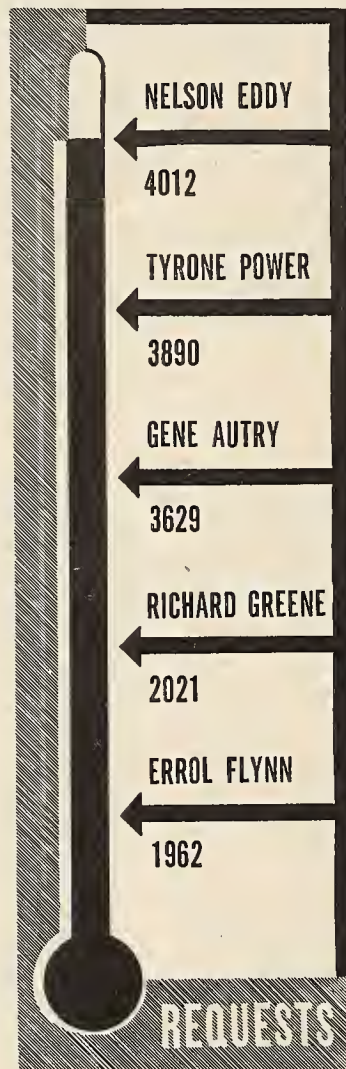 NELSON EDDY
4012
TYRONE POWER
3890
GENE AUTRY
3629
RICHARD GREENE
2021
ERROL FLYNN
1962
REQUESTS